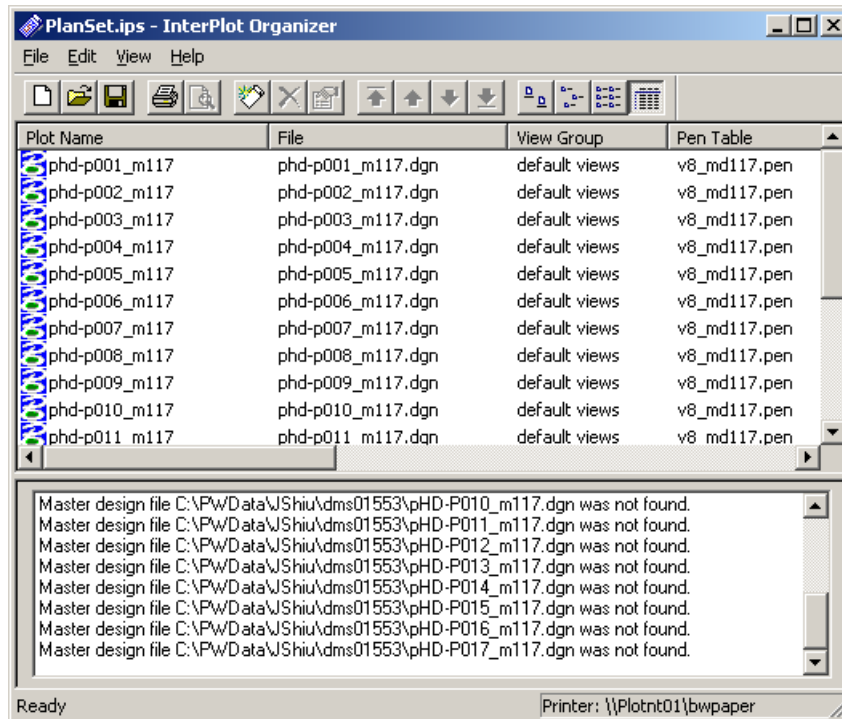 PlanSet.ips - InterPlot Organizer
File Edit View Help
Plot Name File View Group Pen Table
phd-p001_m117 phd-p001_m117.dgn default views v8_md117.pen
phd-p002_m117 phd-p002_m117.dgn default views v8_md117.pen
phd-p003_m117 phd-p003_m117.dgn default views v8_md117.pen
phd-p004_m117 phd-p004_m117.dgn default views v8_md117.pen
phd-p005_m117 phd-p005_m117.dgn default views v8_md117.pen
phd-p006_m117 phd-p006_m117.dgn default views v8_md117.pen
phd-p007_m117 phd-p007_m117.dgn default views v8_md117.pen
phd-p008_m117 phd-p008_m117.dgn default views v8_md117.pen
phd-p009_m117 phd-p009_m117.dgn default views v8_md117.pen
phd-p010_m117 phd-p010_m117.dgn default views v8_md117.pen
phd-p011_m117 phd-p011_m117.dgn default views v8_md117.pen
Master design file C:\PWData\JShiu\dms01553\pHD-P010_m117.dgn was not found.
Master design file C:\PWData\JShiu\dms01553\pHD-P011_m117.dgn was not found.
Master design file C:\PWData\JShiu\dms01553\pHD-P012_m117.dgn was not found.
Master design file C:\PWData\JShiu\dms01553\pHD-P013_m117.dgn was not found.
Master design file C:\PWData\JShiu\dms01553\pHD-P014_m117.dgn was not found.
Master design file C:\PWData\JShiu\dms01553\pHD-P015_m117.dgn was not found.
Master design file C:\PWData\JShiu\dms01553\pHD-P016_m117.dgn was not found.
Master design file C:\PWData\JShiu\dms01553\pHD-P017_m117.dgn was not found.
Ready Printer: \\Plotnt01\bwpaper